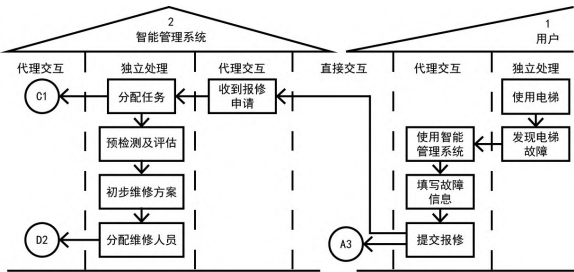 2
智能管理系统
1
用户
代理交互
独立处理
代理交互
直接交互
代理交互
独立处理
C1
分配任务
收到报修
申请
使用电梯
预检测及评估
使用智能
管理系统
发现电梯
故障
初步维修方案
填写故障
信息
D2
分配维修人员
A3
提交报修